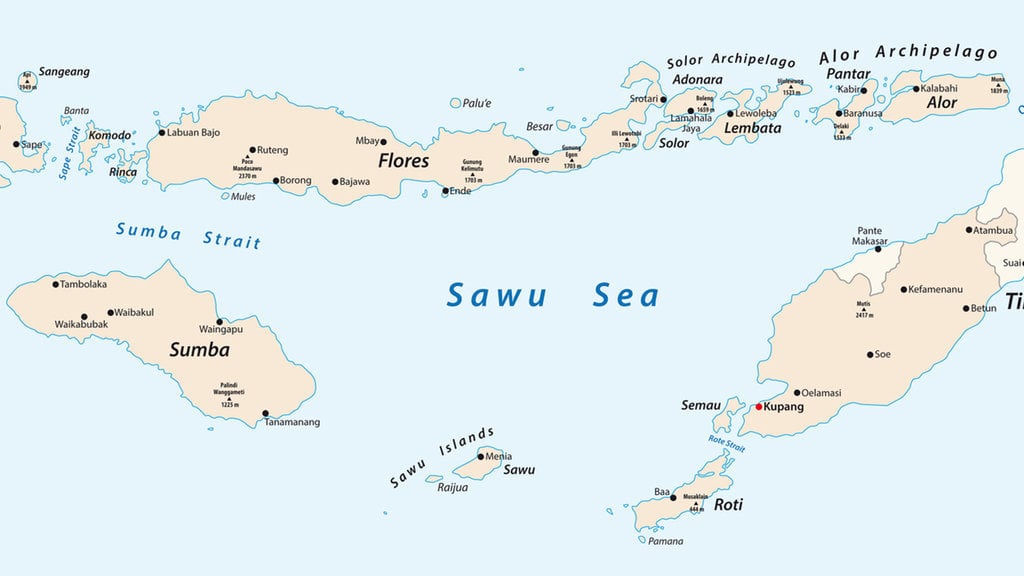 Solor Archipelago
Alor Archipelago
Sangeang
Api
1949 m
Banta
Komodo
Sape
Sape Strait
Rinca
Labuan Bajo
Ruteng
Poco
Mandasawu
2370 m
Borong
Mules
Bajawa
Mbay
Flores
Palu'e
Gunung
Kelimutu
1703 m
Ende
Besar
Maumere
Gunung
Egon
1703 m
Srotari
Adonara
Boleng
1659 m
Lamahala
Jaya
Solor
Ili Lewotobi
1703 m
Lewoleba
Lembata
1523 m
Pantar
Kabir
Baranusa
Delaki
Kalabahi
Alor
Muna
1839 m
Sumba Strait
Sawu Sea
Tambolaka
Waikabubak
Waibakul
Waingapu
Sumba
Palindi
Wanggameti
1225 m
Tanamanang
Sawu Islands
Menia
Sawu
Raijua
Pante
Makasar
Atambua
Suai
Kefamenanu
Betun
Ti
Mutis
2417 m
Soe
Oelamasi
Kupang
Semau
Rote Strait
Baa
Musaklain
444 m
Roti
Pamana